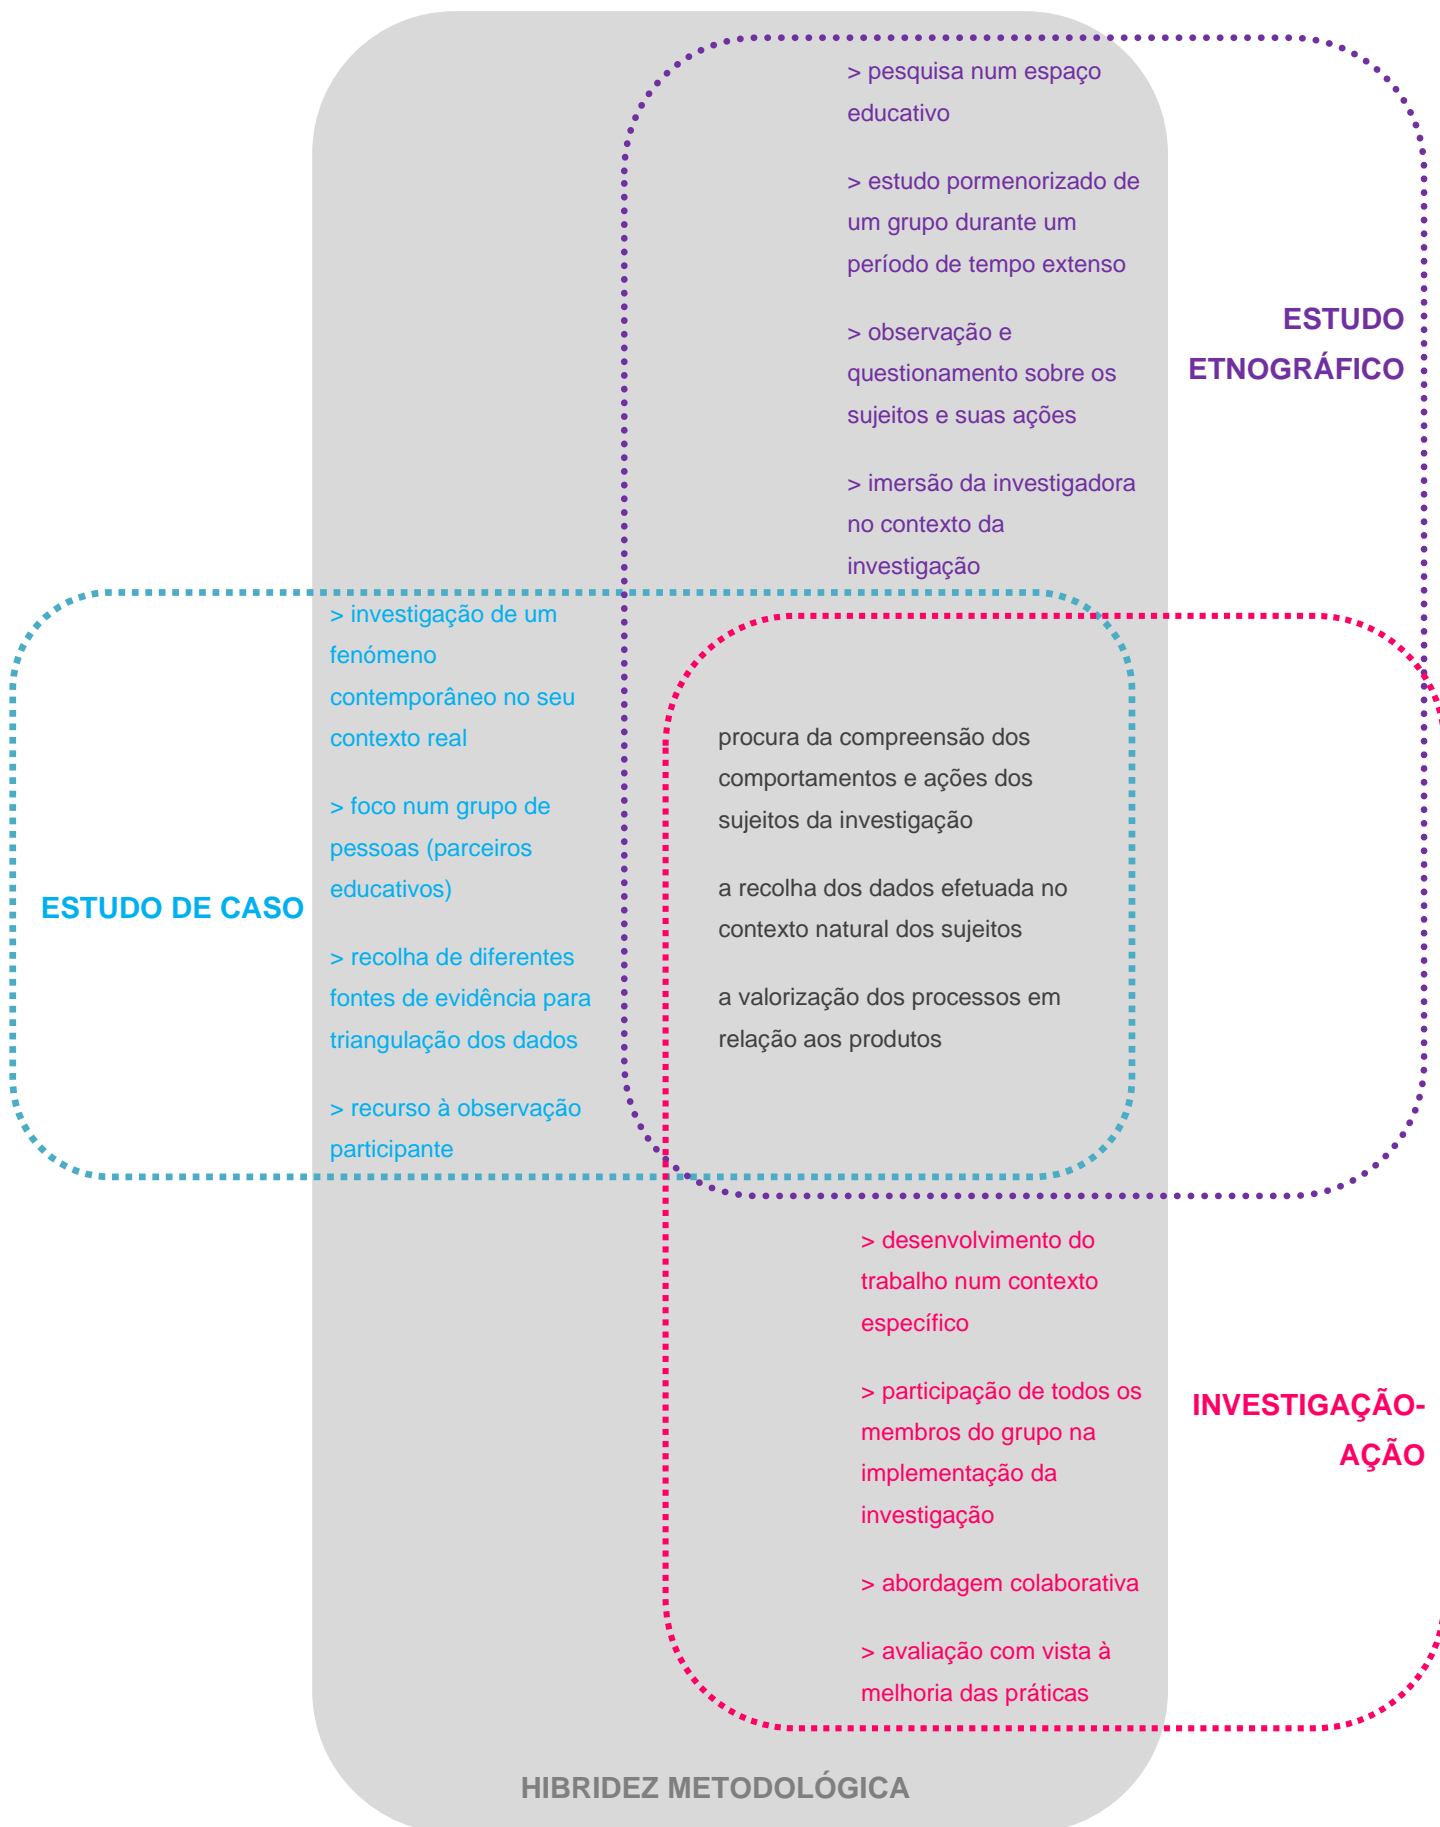 > pesquisa num espaço
educativo
> estudo pormenorizado de
um grupo durante um
período de tempo extenso
> observação e
questionamento sobre os
sujeitos e suas ações
> imersão da investigadora
no contexto da
investigação
ESTUDO
ETNOGRÁFICO
> investigação de um
fenómeno
contemporâneo no seu
contexto real
> foco num grupo de
pessoas (parceiros
educativos)
> recolha de diferentes
fontes de evidência para
triangulação dos dados
> recurso à observação
participante
ESTUDO DE CASO
procura da compreensão dos
comportamentos e ações dos
sujeitos da investigação
a recolha dos dados efetuada no
contexto natural dos sujeitos
a valorização dos processos em
relação aos produtos
> desenvolvimento do
trabalho num contexto
específico
> participação de todos os
membros do grupo na
implementação da
investigação
> abordagem colaborativa
> avaliação com vista à
melhoria das práticas
INVESTIGAÇÃO-
AÇÃO
HIBRIDEZ METODOLÓGICA